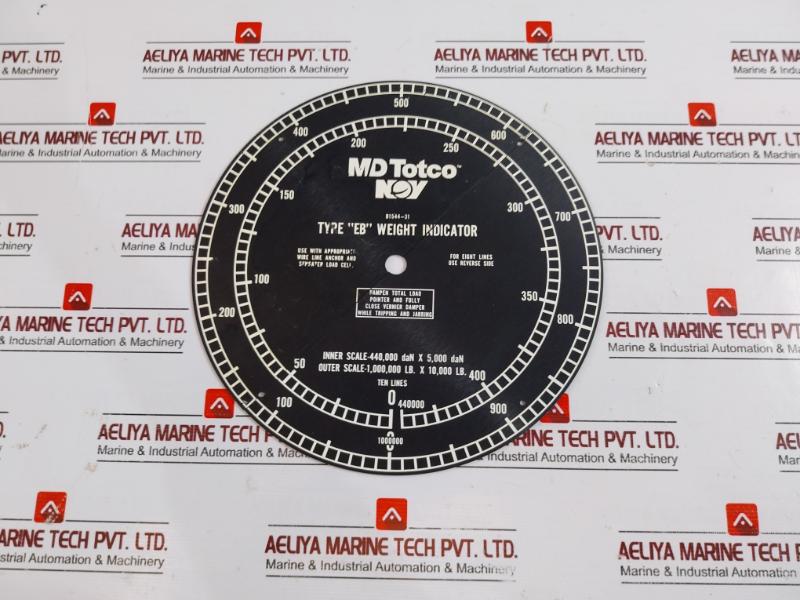 AELIYA MARINE TECH PVT. LTD.
Marine & Industrial Automation & Machinery
MD Totco™
NOV
81544-31
TYPE "EB" WEIGHT INDICATOR
USE WITH APPROPRIATE
WIRE LINE ANCHOR AND
LOAD CELL.
FOR EIGHT LINES
USE REVERSE SIDE
DAMPEN TOTAL LOAD
POINTER AND FULLY
CLOSE VERNIER DAMPER
WHILE TRIPPING AND JARRING
INNER SCALE-440,000 daN X 5,000 daN
OUTER SCALE-1,000,000 LB. X 10,000 LB.
TEN LINES
0
50
100
150
200
250
300
350
400
440000
0
100
200
300
400
500
600
700
800
900
1000000